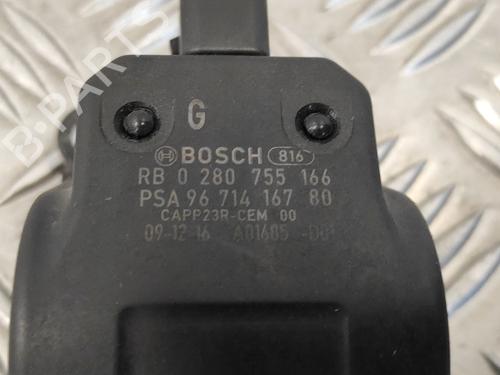 B-PARTS
G
BOSCH 816
RB 0 280 755 166
PSA 96 714 167 80
CAPP23R-CEM 00
09-12-16 A01605 -D01